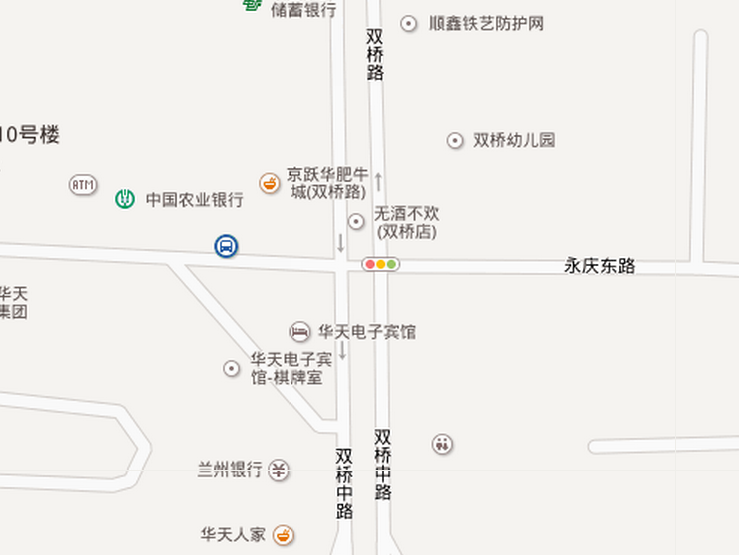 储蓄银行
顺鑫铁艺防护网
双桥路
10号楼
双桥幼儿园
ATM
中国农业银行
京跃华肥牛
城(双桥路)
无酒不欢
(双桥店)
永庆东路
华天
集团
华天电子宾馆
华天电子宾
馆-棋牌室
双桥中路
双桥中路
兰州银行
华天人家